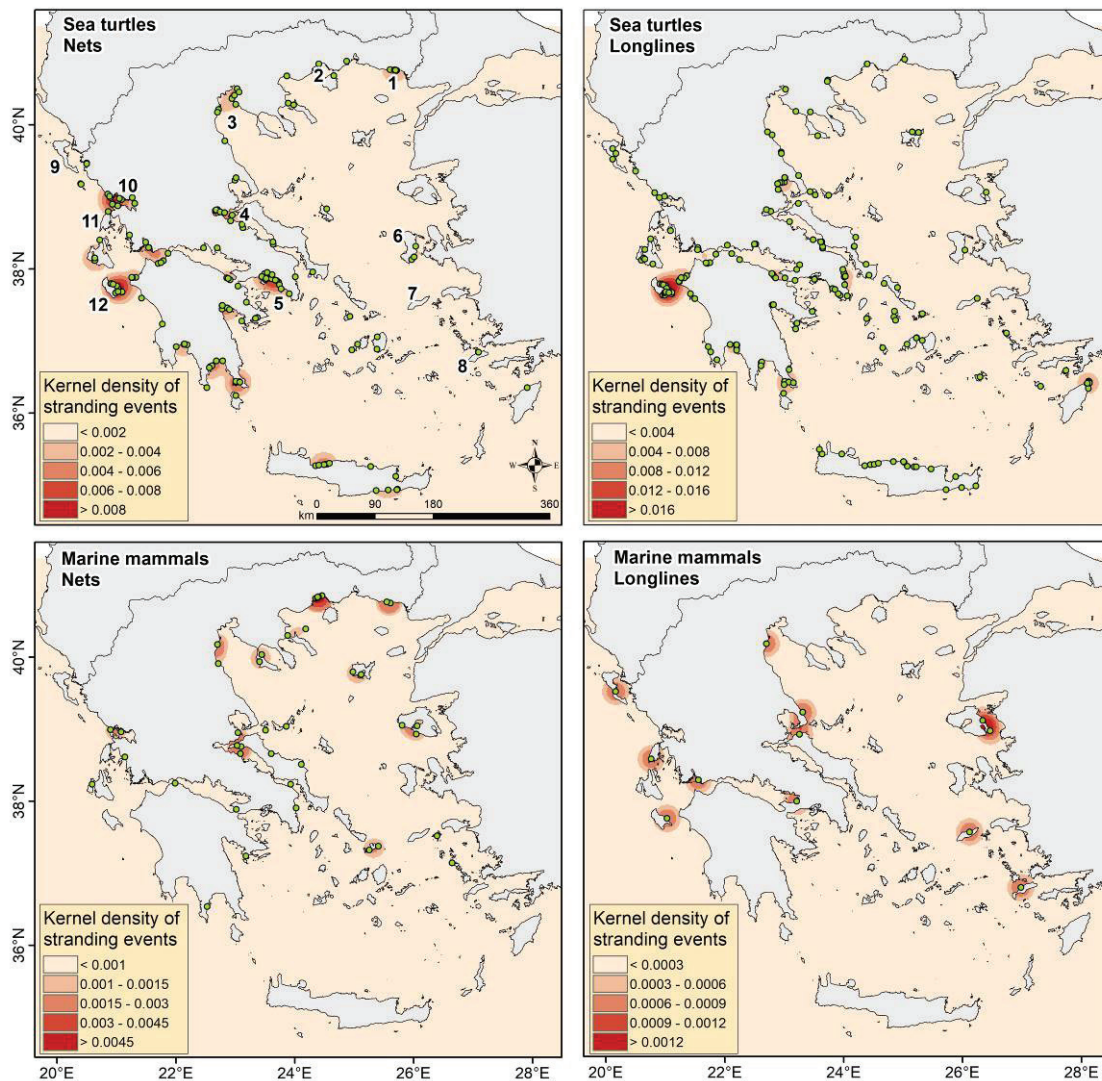 Sea turtles
Nets
1
2
3
4
5
6
7
8
9
10
11
12
40°N
38°N
36°N
Kernel density of
stranding events
< 0.002
0.002 - 0.004
0.004 - 0.006
0.006 - 0.008
> 0.008
N
W E
S
0 90 180 360
km
Sea turtles
Longlines
Kernel density of
stranding events
< 0.004
0.004 - 0.008
0.008 - 0.012
0.012 - 0.016
> 0.016
Marine mammals
Nets
40°N
38°N
36°N
Kernel density of
stranding events
< 0.001
0.001 - 0.0015
0.0015 - 0.003
0.003 - 0.0045
> 0.0045
20°E 22°E 24°E 26°E 28°E
Marine mammals
Longlines
Kernel density of
stranding events
< 0.0003
0.0003 - 0.0006
0.0006 - 0.0009
0.0009 - 0.0012
> 0.0012
20°E 22°E 24°E 26°E 28°E